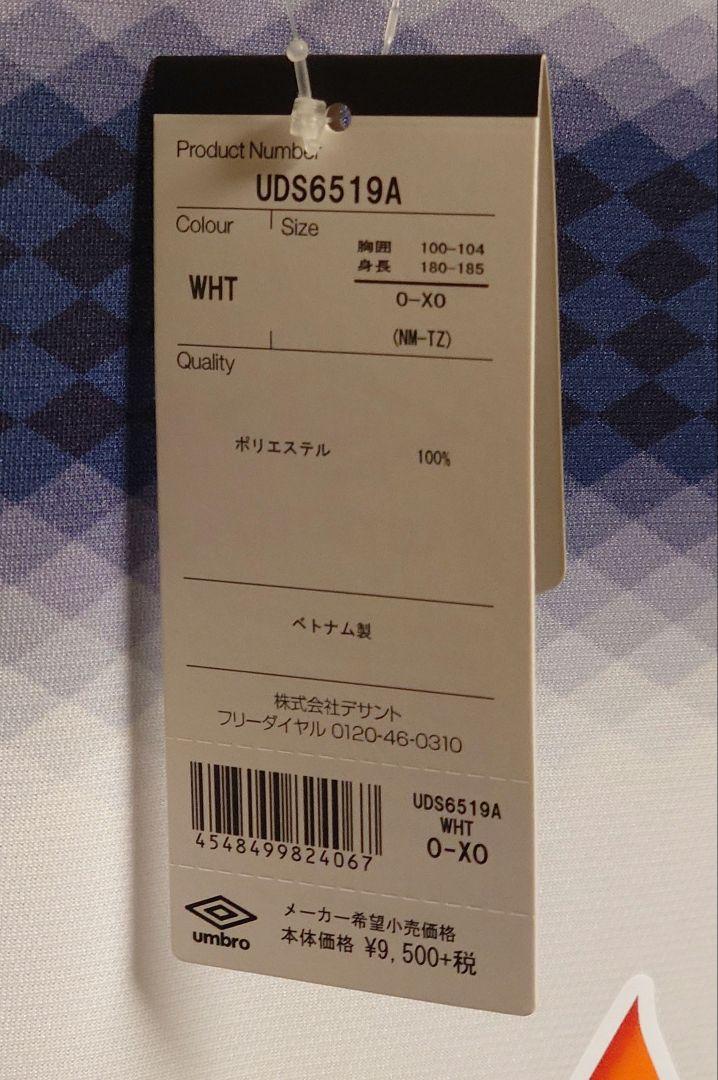 Product Number
UDS6519A
Colour
Size
WHT
胸囲 100-104
身長 180-185
O-XO
(NM-TZ)
Quality
ポリエステル 100%
ベトナム製
株式会社デサント
フリーダイヤル 0120-46-0310
4548499824067
UDS6519A
WHT
O-XO
umbro
メーカー希望小売価格
本体価格 ¥9,500+税